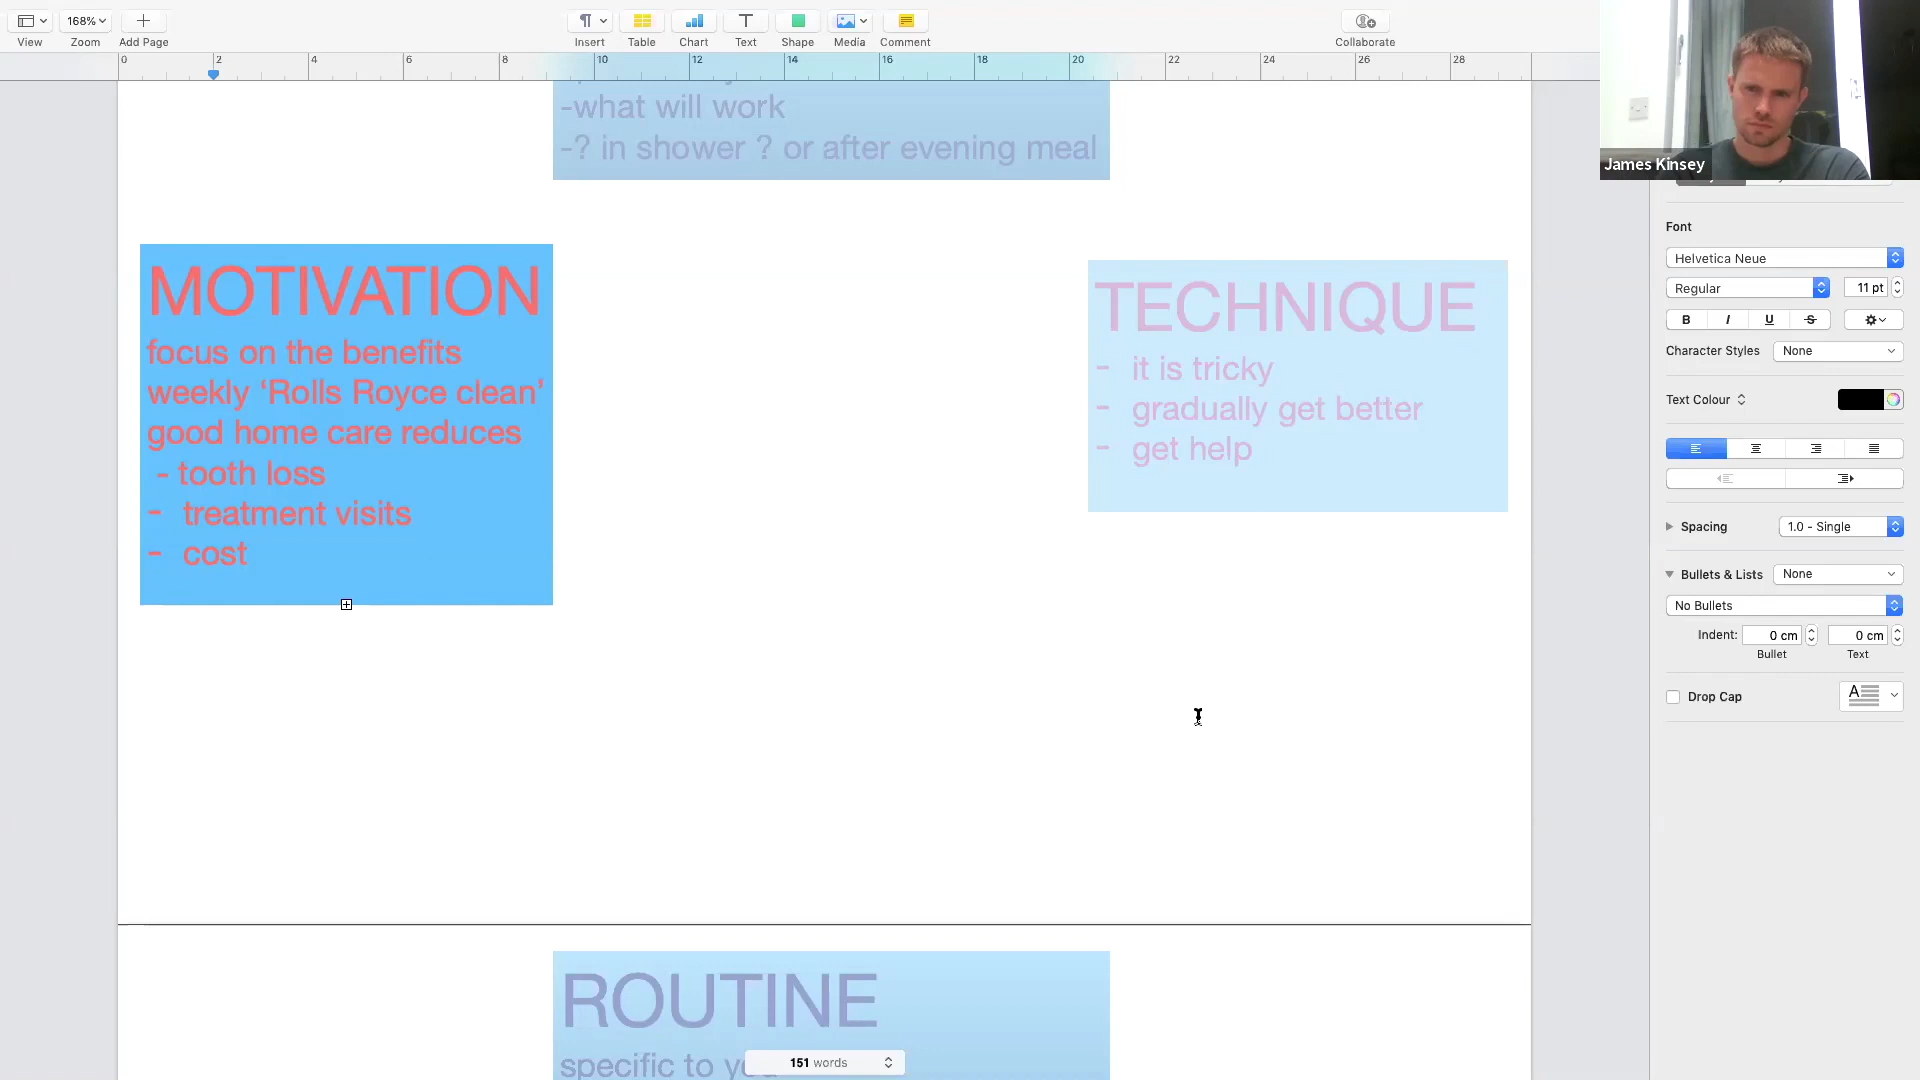 168%
View
Zoom
Add Page
Insert
Table
Chart
Text
Shape
Media
Comment
Collaborate
0
2
4
6
8
10
12
14
16
18
20
22
24
26
28
James Kinsey
-what will work
-? in shower ? or after evening meal
MOTIVATION
focus on the benefits
weekly ‘Rolls Royce clean’
good home care reduces
- tooth loss
- treatment visits
- cost
TECHNIQUE
- it is tricky
- gradually get better
- get help
ROUTINE
specific to you
151 words
Font
Helvetica Neue
Regular
11 pt
B I U S
Character Styles
None
Text Colour
Spacing
1.0 - Single
Bullets & Lists
None
No Bullets
Indent:
0 cm
0 cm
Bullet
Text
Drop Cap
A